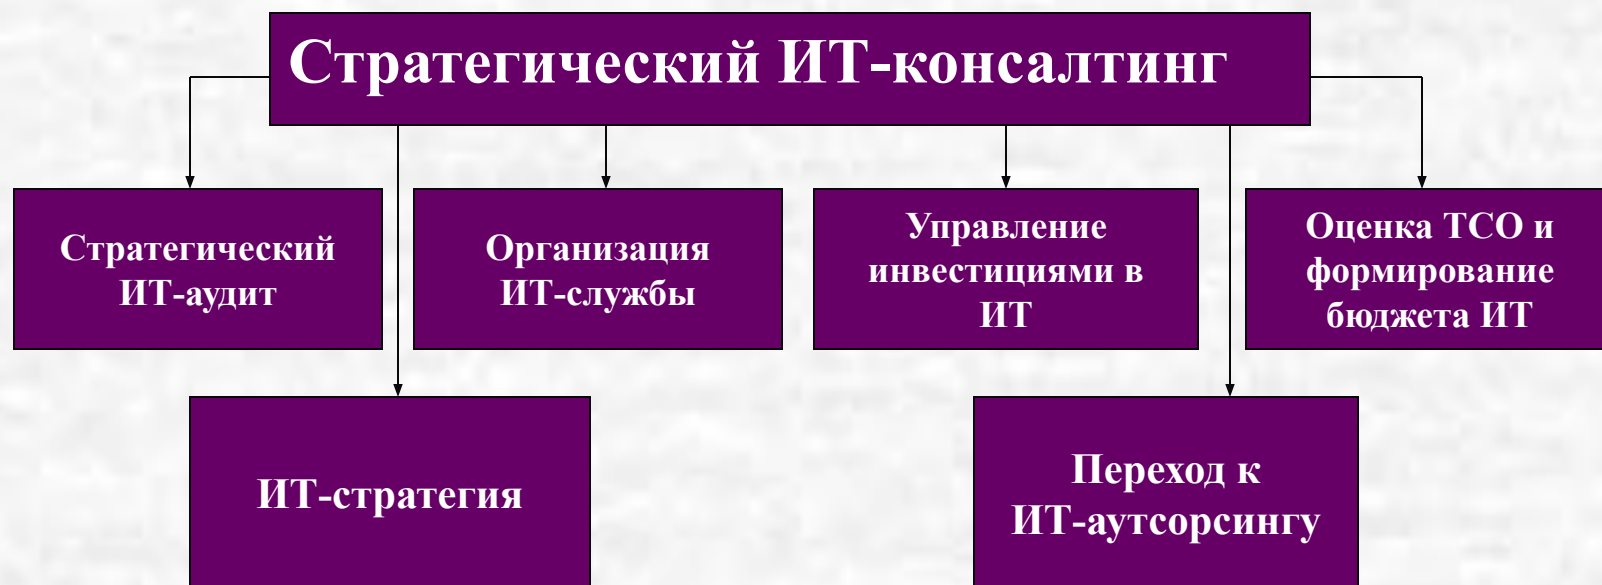 Стратегический ИТ-консалтинг
Стратегический
ИТ-аудит
Организация
ИТ-службы
Управление
инвестициями в
ИТ
Оценка ТСО и
формирование
бюджета ИТ
ИТ-стратегия
Переход к
ИТ-аутсорсингу